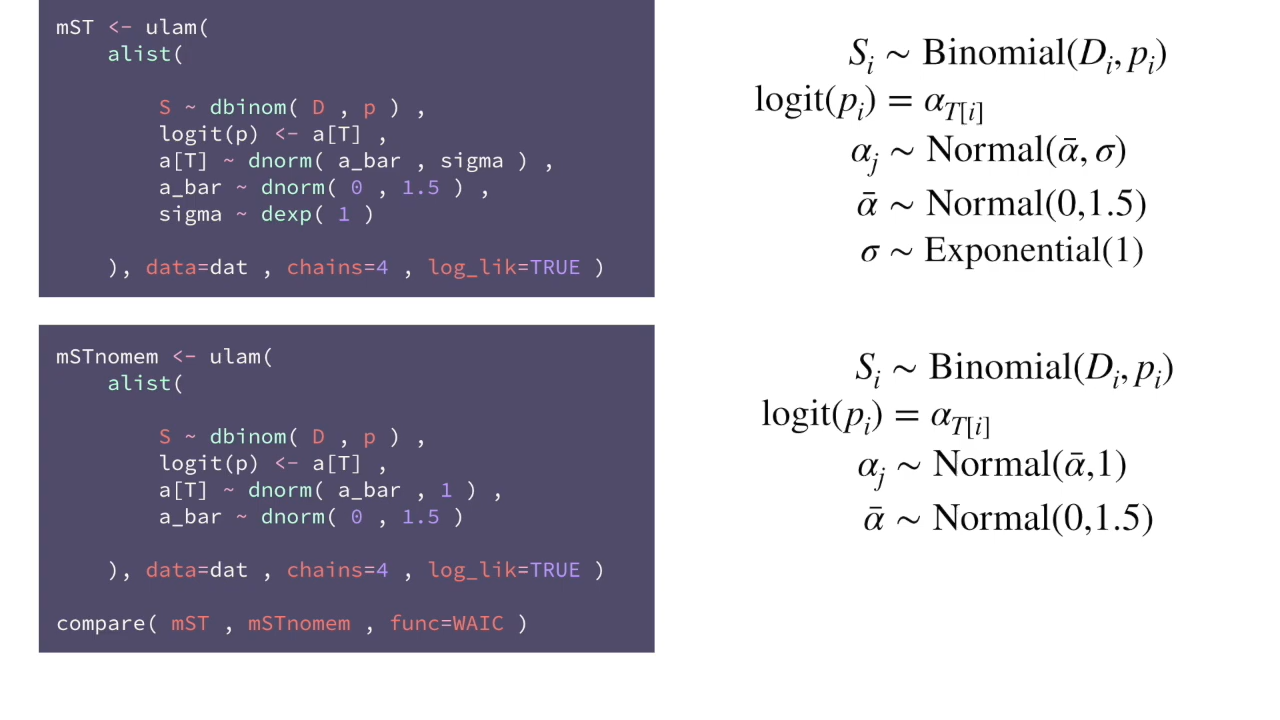 mST <- ulam(
alist(
S ~ dbinom( D , p ) ,
logit(p) <- a[T] ,
a[T] ~ dnorm( a_bar , sigma ) ,
a_bar ~ dnorm( 0 , 1.5 ) ,
sigma ~ dexp( 1 )
), data=dat , chains=4 , log_lik=TRUE )
S_i ∼ Binomial(D_i, p_i)
logit(p_i) = α_T[i]
α_j ∼ Normal(ᾱ, σ)
ᾱ ∼ Normal(0,1.5)
σ ∼ Exponential(1)
mSTnomem <- ulam(
alist(
S ~ dbinom( D , p ) ,
logit(p) <- a[T] ,
a[T] ~ dnorm( a_bar , 1 ) ,
a_bar ~ dnorm( 0 , 1.5 )
), data=dat , chains=4 , log_lik=TRUE )
compare( mST , mSTnomem , func=WAIC )
S_i ∼ Binomial(D_i, p_i)
logit(p_i) = α_T[i]
α_j ∼ Normal(ᾱ,1)
ᾱ ∼ Normal(0,1.5)